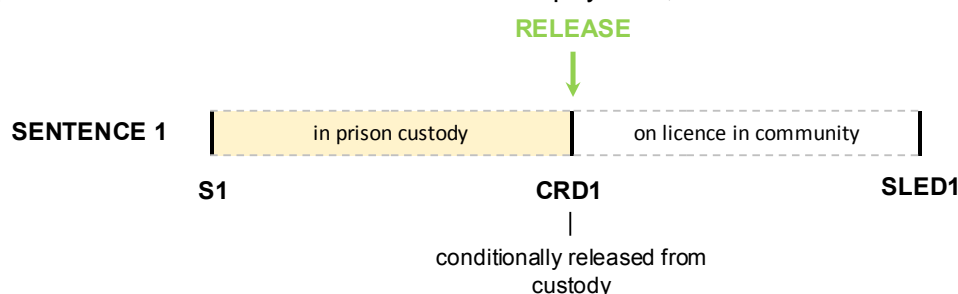 RELEASE
SENTENCE 1
in prison custody
on licence in community
S1
CRD1
SLED1
conditionally released from
custody